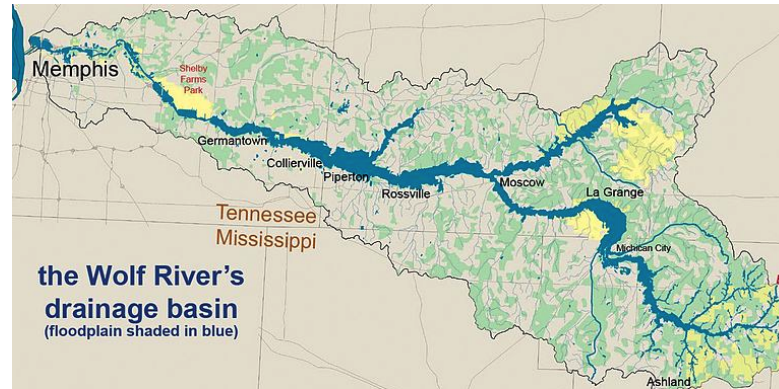 Memphis
Shelby
Farms
Park
Germantown
Collierville
Piperton
Rossville
Moscow
La Grange
Tennessee
Mississippi
Michican City
the Wolf River's
drainage basin
(floodplain shaded in blue)
Ashland